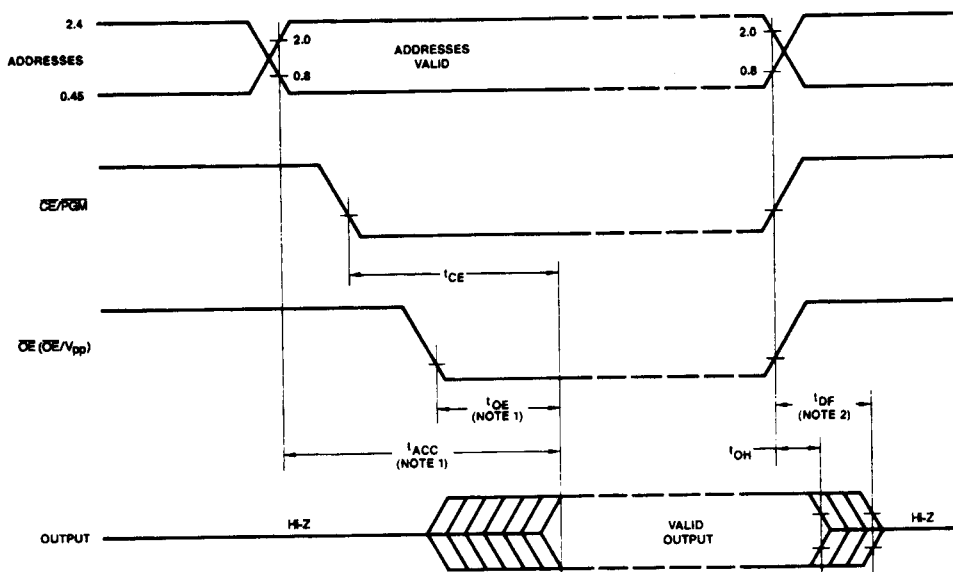 2.4
2.0
2.0
ADDRESSES
ADDRESSES
VALID
0.8
0.8
0.45
CE/PGM
tCE
OE (OE/Vpp)
tOE
(NOTE 1)
tDF
(NOTE 2)
tACC
(NOTE 1)
tOH
HI-Z
HI-Z
OUTPUT
VALID
OUTPUT